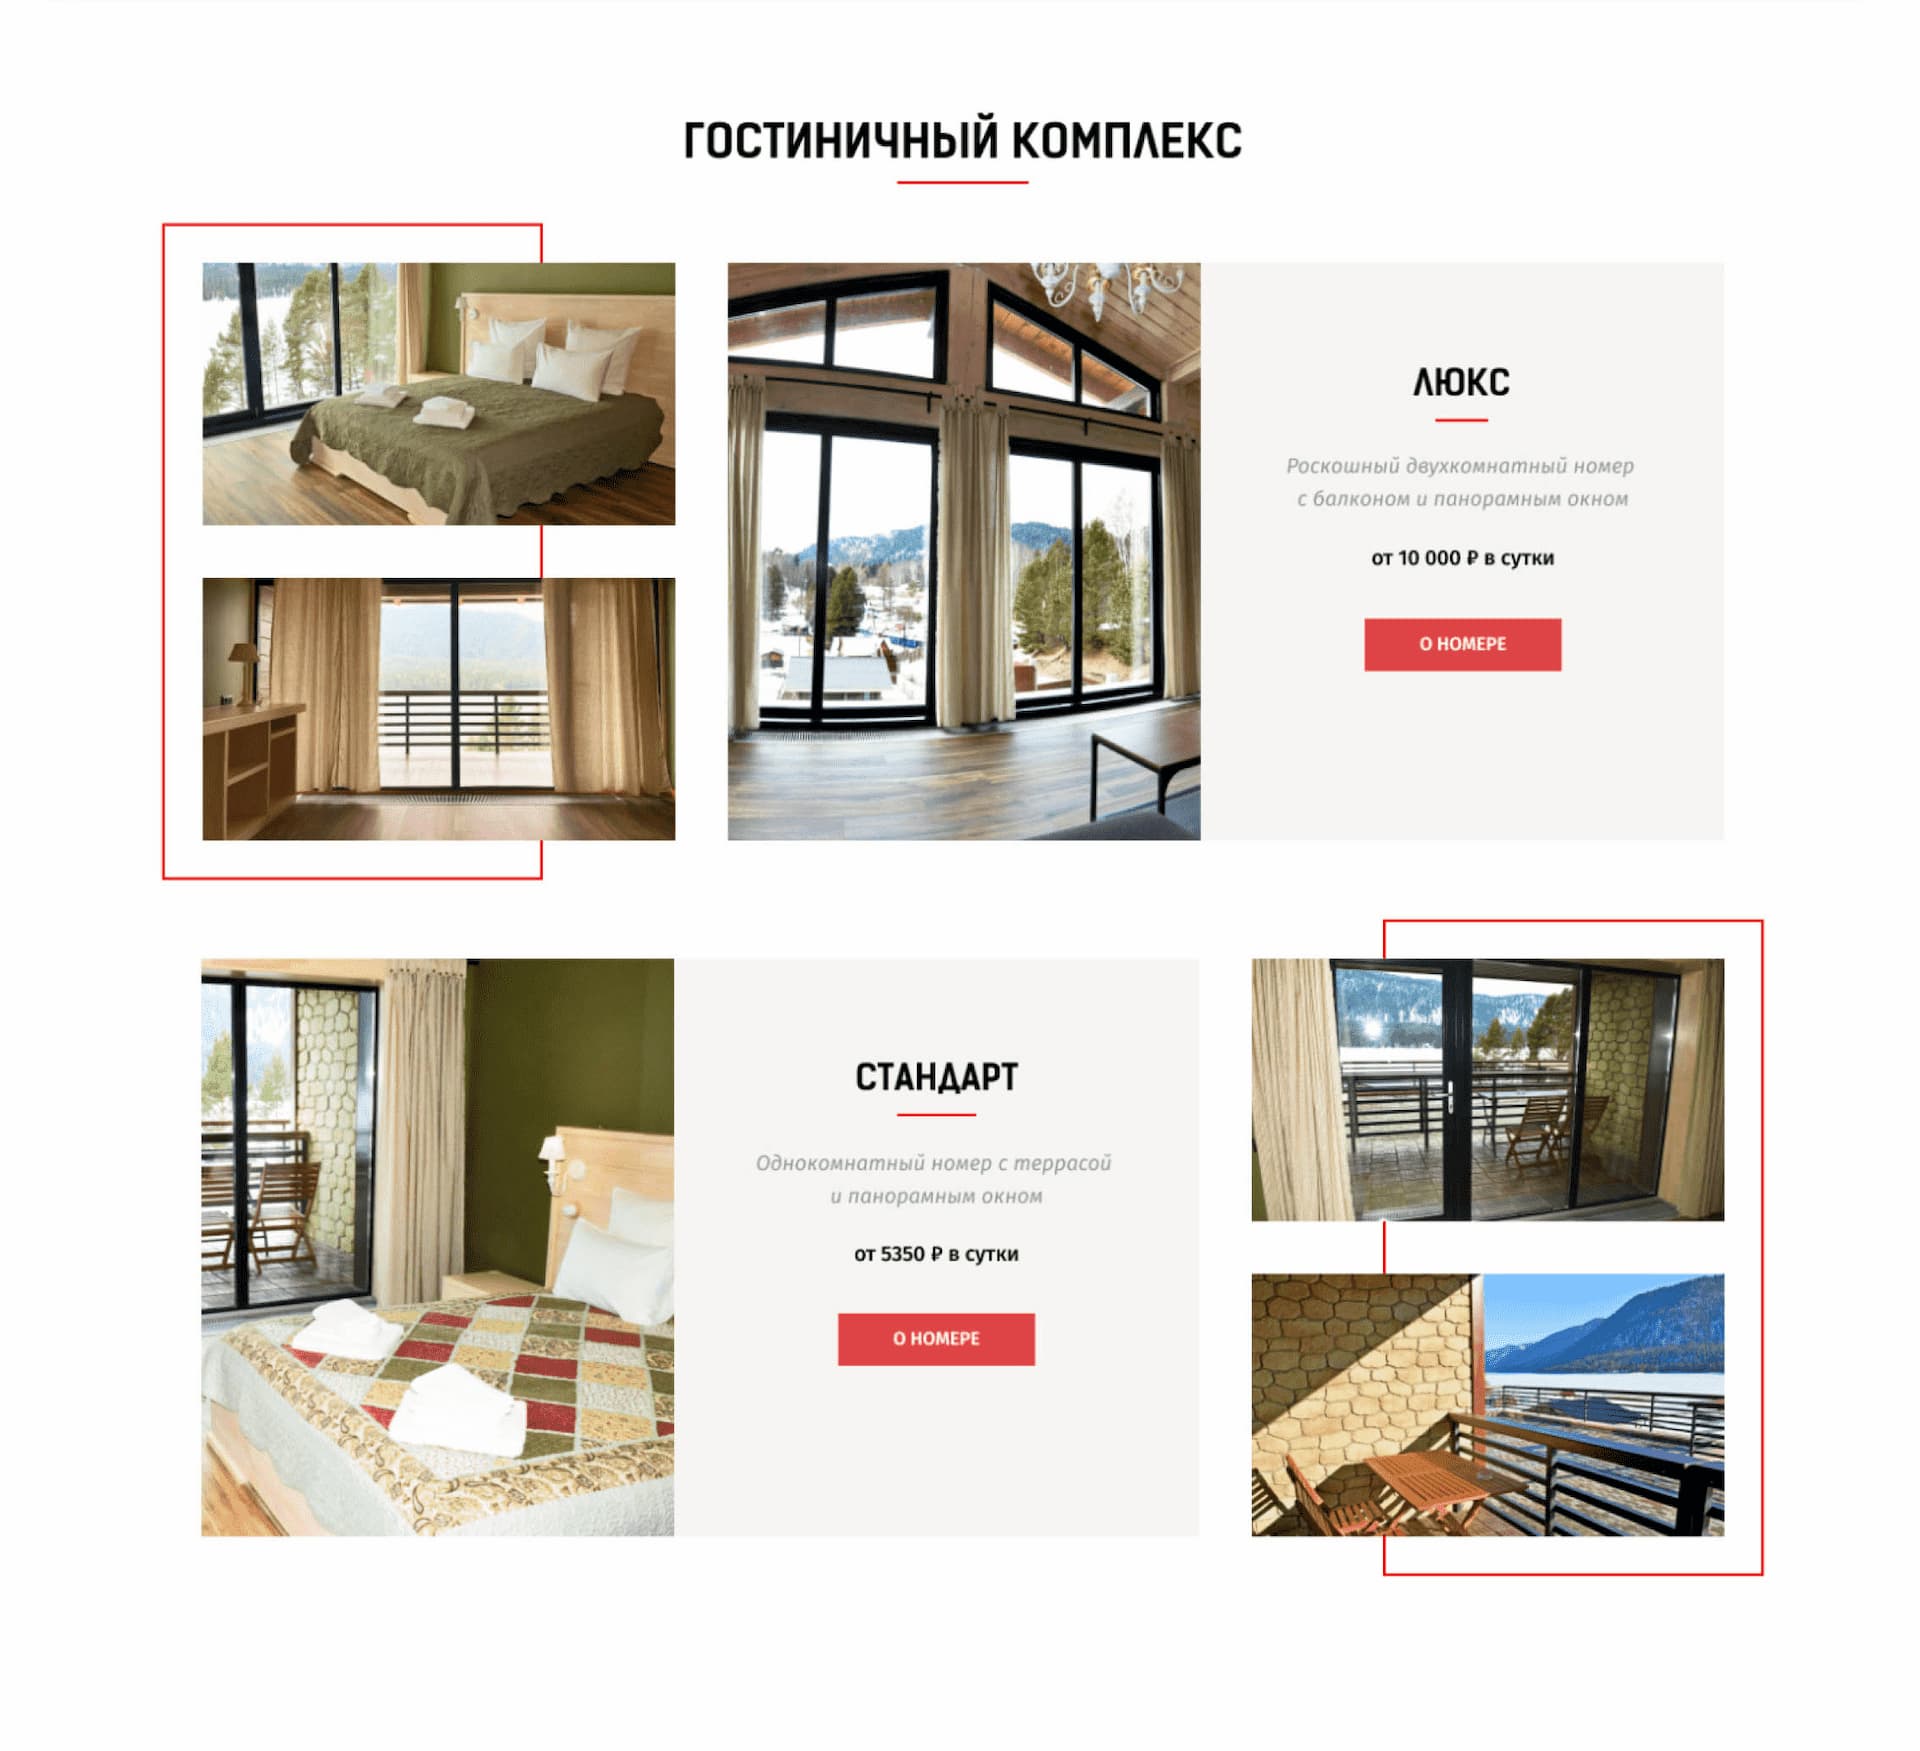 ГОСТИНИЧНЫЙ КОМПЛЕКС
ЛЮКС
Роскошный двухкомнатный номер
с балконом и панорамным окном
от 10 000 ₽ в сутки
О НОМЕРЕ
СТАНДАРТ
Однокомнатный номер с террасой
и панорамным окном
от 5350 ₽ в сутки
О НОМЕРЕ